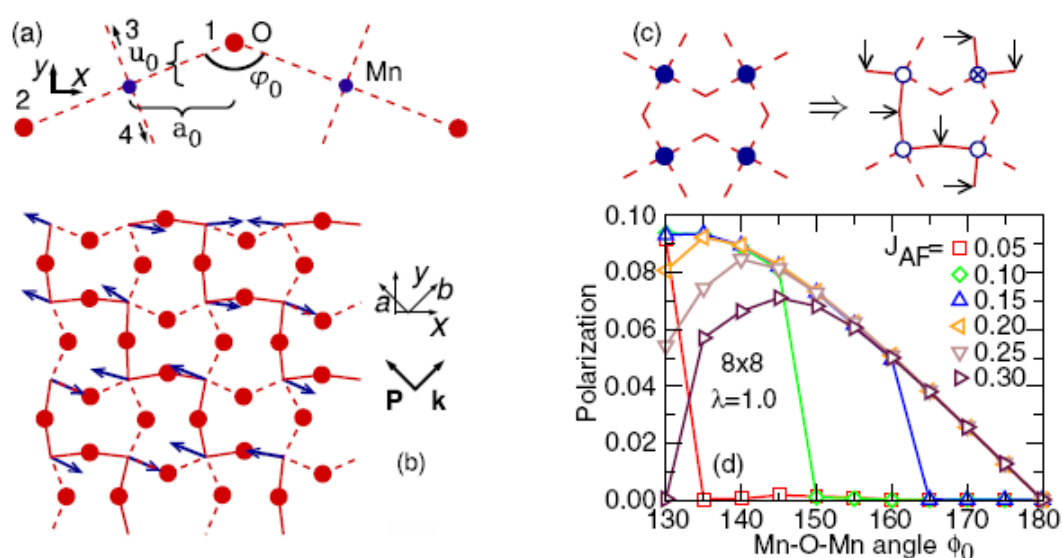 (a)
3
1
O
u₀
y
x
φ₀
Mn
2
a₀
4
y
a
b
x
P
k
(b)
(c)
⇒
0.10
0.08
0.06
0.04
0.02
0.00
Polarization
J_AF=
0.05
0.10
0.15
0.20
0.25
0.30
8x8
λ=1.0
(d)
130
140
150
160
170
180
Mn-O-Mn angle ϕ₀